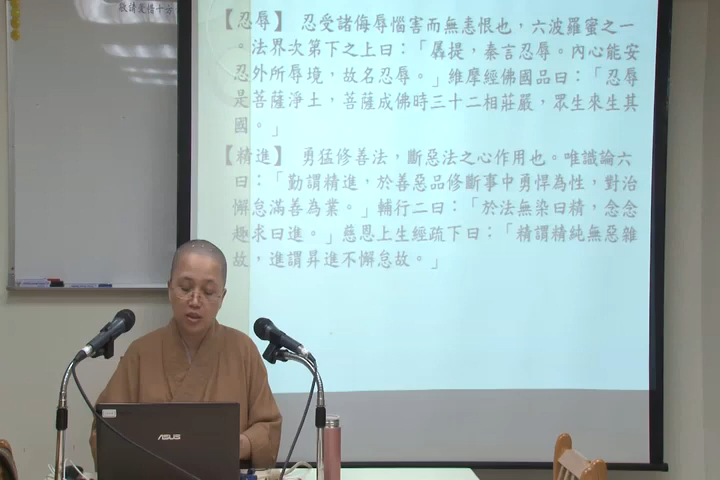 敬請愛惜十方
【忍辱】 忍受諸侮辱惱害而無恚恨也，六波羅蜜之一
。法界次第下之上曰：「羼提，秦言忍辱。內心能安
忍外所辱境，故名忍辱。」維摩經佛國品曰：「忍辱
是菩薩淨土，菩薩成佛時三十二相莊嚴，眾生來生其
國。」
【精進】 勇猛修善法，斷惡法之心作用也。唯識論六
曰：「勤謂精進，於善惡品修斷事中勇悍為性，對治
懈怠滿善為業。」輔行二曰：「於法無染曰精，念念
趣求曰進。」慈恩上生經疏下曰：「精謂精純無惡雜
故，進謂昇進不懈怠故。」
ASUS